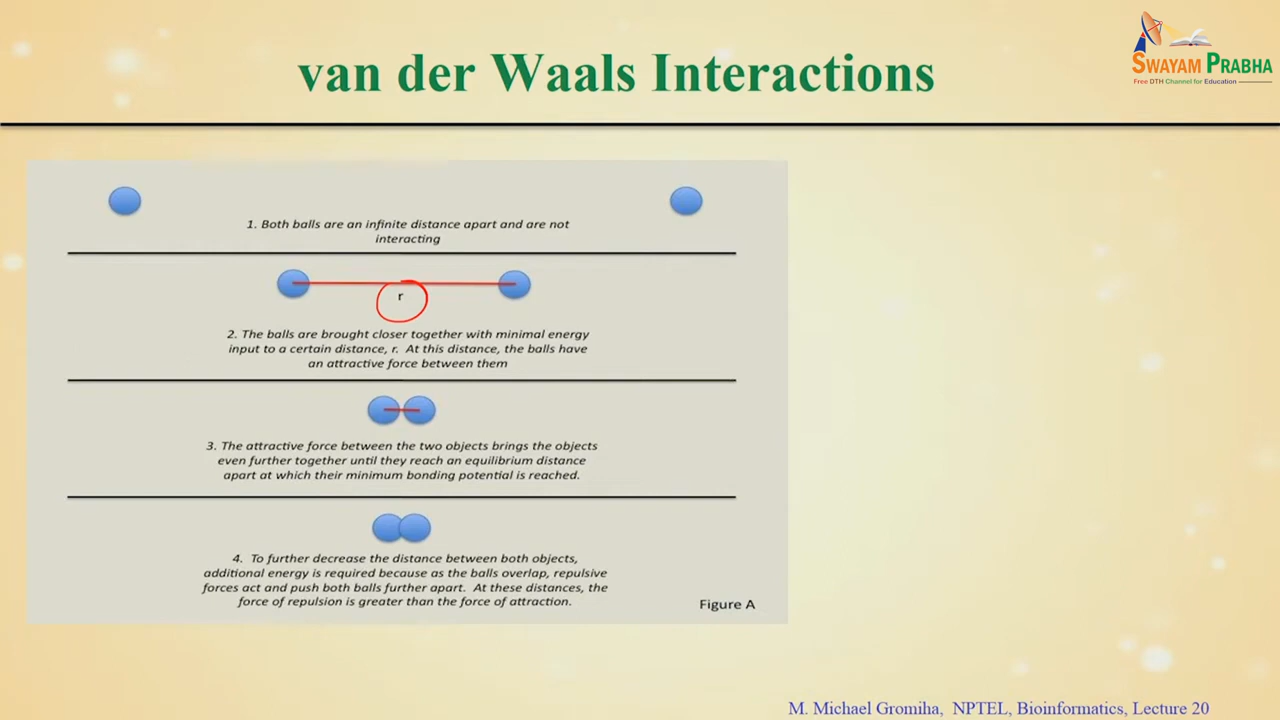 van der Waals Interactions
SWAYAM PRABHA
Free DTH Channel for Education
1. Both balls are an infinite distance apart and are not
interacting
r
2. The balls are brought closer together with minimal energy
input to a certain distance, r. At this distance, the balls have
an attractive force between them
3. The attractive force between the two objects brings the objects
even further together until they reach an equilibrium distance
apart at which their minimum bonding potential is reached.
4. To further decrease the distance between both objects,
additional energy is required because as the balls overlap, repulsive
forces act and push both balls further apart. At these distances, the
force of repulsion is greater than the force of attraction.
Figure A
M. Michael Gromiha, NPTEL, Bioinformatics, Lecture 20